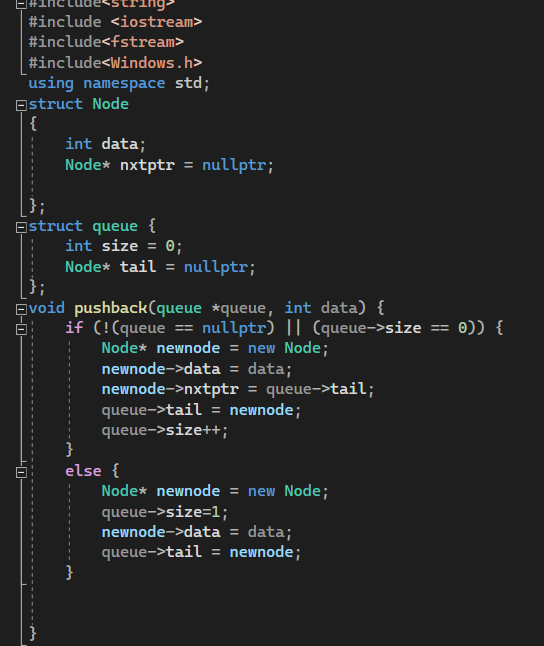 #include<string>
#include <iostream>
#include<fstream>
#include<Windows.h>
using namespace std;
struct Node
{
    int data;
    Node* nxtptr = nullptr;

};
struct queue {
    int size = 0;
    Node* tail = nullptr;
};
void pushback(queue *queue, int data) {
    if (!(queue == nullptr) || (queue->size == 0)) {
        Node* newnode = new Node;
        newnode->data = data;
        newnode->nxtptr = queue->tail;
        queue->tail = newnode;
        queue->size++;
    }
    else {
        Node* newnode = new Node;
        queue->size=1;
        newnode->data = data;
        queue->tail = newnode;
    }


}